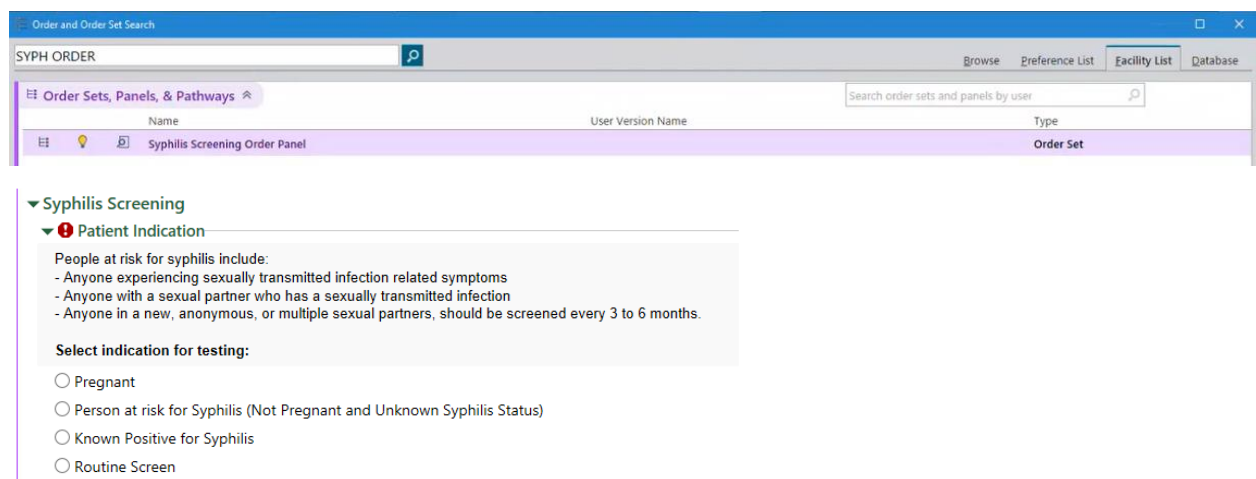 Order and Order Set Search
SYPH ORDER
Browse Preference List Facility List Database
Order Sets, Panels, & Pathways
Search order sets and panels by user
Name User Version Name Type
Syphilis Screening Order Panel Order Set
Syphilis Screening
Patient Indication
People at risk for syphilis include:
- Anyone experiencing sexually transmitted infection related symptoms
- Anyone with a sexual partner who has a sexually transmitted infection
- Anyone in a new, anonymous, or multiple sexual partners, should be screened every 3 to 6 months.
Select indication for testing:
Pregnant
Person at risk for Syphilis (Not Pregnant and Unknown Syphilis Status)
Known Positive for Syphilis
Routine Screen